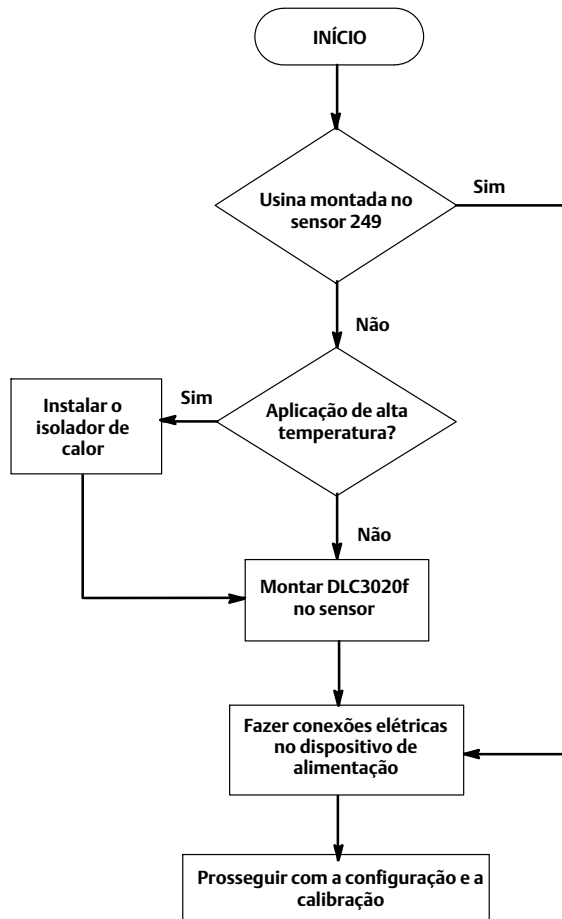 INÍCIO
Usina montada no
sensor 249
Sim
Não
Aplicação de alta
temperatura?
Sim
Instalar o
isolador de
calor
Não
Montar DLC3020f
no sensor
Fazer conexões elétricas
no dispositivo de
alimentação
Prosseguir com a configuração e a
calibração